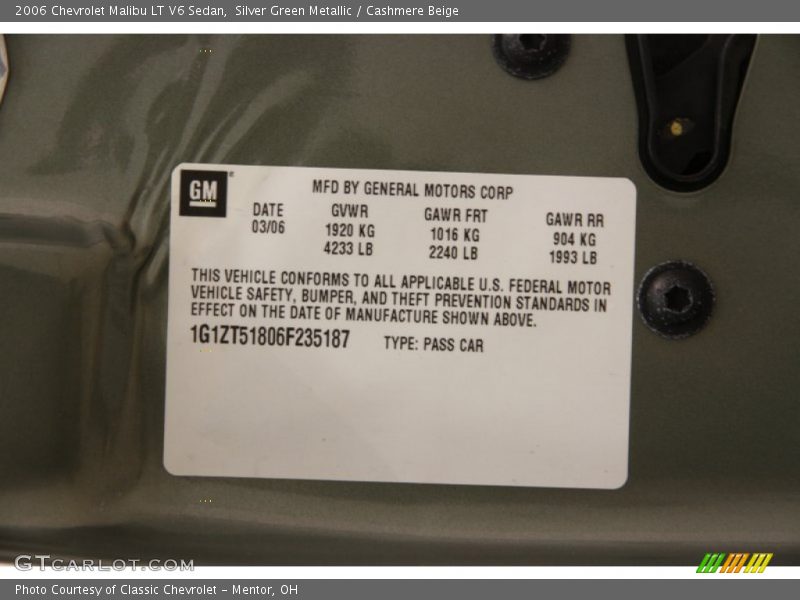 2006 Chevrolet Malibu LT V6 Sedan, Silver Green Metallic / Cashmere Beige
GM
MFD BY GENERAL MOTORS CORP
DATE GVWR GAWR FRT GAWR RR
03/06 1920 KG 1016 KG 904 KG
4233 LB 2240 LB 1993 LB
THIS VEHICLE CONFORMS TO ALL APPLICABLE U.S. FEDERAL MOTOR
VEHICLE SAFETY, BUMPER, AND THEFT PREVENTION STANDARDS IN
EFFECT ON THE DATE OF MANUFACTURE SHOWN ABOVE.
1G1ZT51806F235187 TYPE: PASS CAR
GTCARLOT.COM
Photo Courtesy of Classic Chevrolet - Mentor, OH